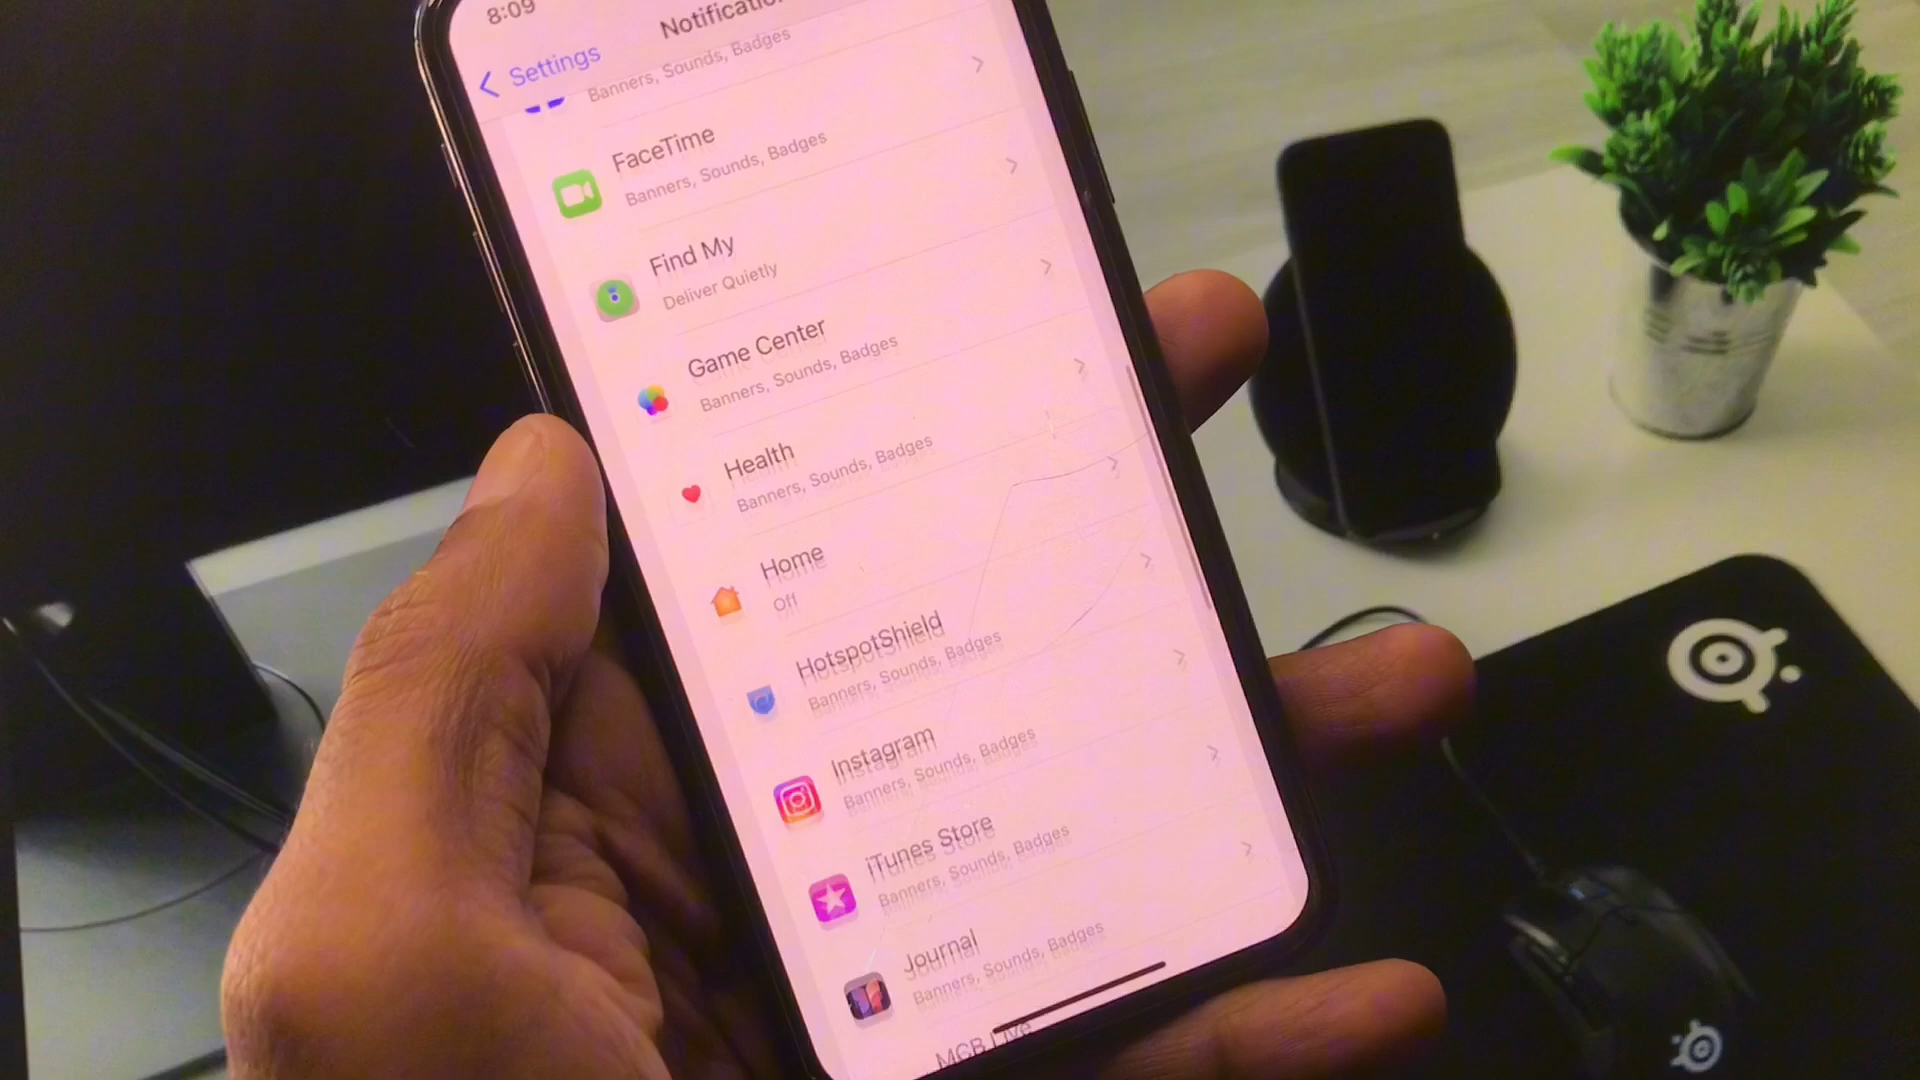 8:09
Settings
Banners, Sounds, Badges
FaceTime
Banners, Sounds, Badges
Find My
Deliver Quietly
Game Center
Banners, Sounds, Badges
Health
Banners, Sounds, Badges
Home
Off
HotspotShield
Banners, Sounds, Badges
Instagram
Banners, Sounds, Badges
iTunes Store
Banners, Sounds, Badges
Journal
Banners, Sounds, Badges
MGB Live